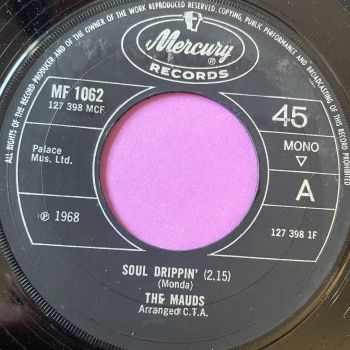 ALL RIGHTS OF THE RECORD PRODUCER AND OF THE OWNER OF THE WORK REPRODUCED RESERVED. COPYING, PUBLIC PERFORMANCE AND BROADCASTING OF THIS RECORD PROHIBITED
Mercury
RECORDS
MF 1062
127 398 MCF
45
Palace
Mus. Ltd.
MONO
▽
A
℗ 1968
127 398 1F
SOUL DRIPPIN' (2.15)
(Monda)
THE MAUDS
Arranged C.T.A.